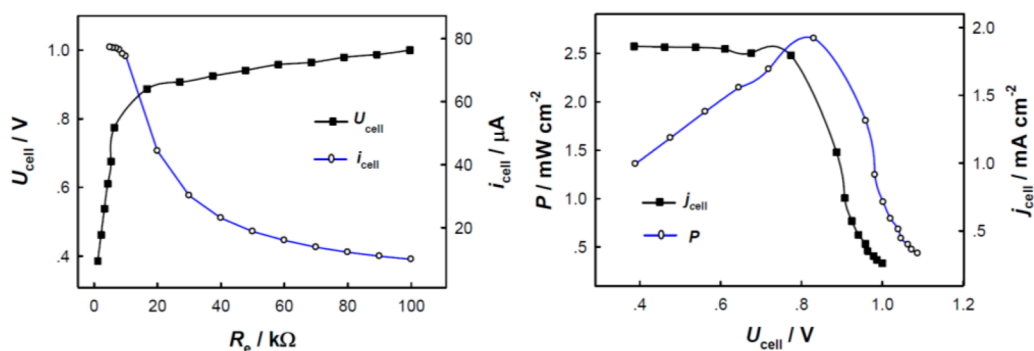 U_cell / V
1.0
.8
.6
.4
0 20 40 60 80 100
R_e / kΩ
80
60
40
20
i_cell / µA
U_cell
i_cell
P / mW cm⁻²
2.5
2.0
1.5
1.0
.5
.4 .6 .8 1.0 1.2
U_cell / V
2.0
1.5
1.0
.5
0.0
j_cell / mA cm⁻²
j_cell
P